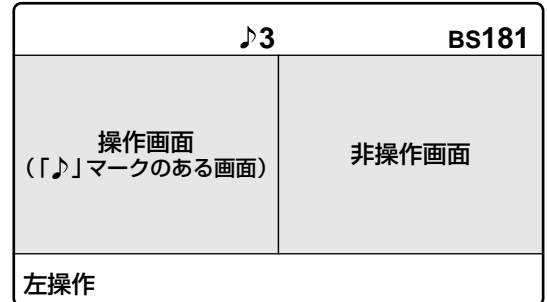 ♪3 BS181
操作画面
(「♪」マークのある画面)
非操作画面
左操作